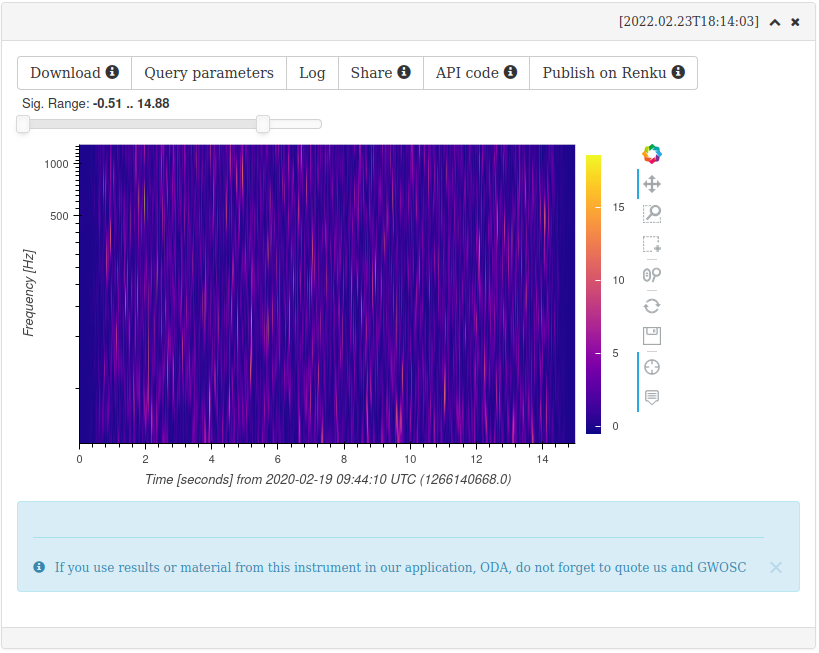 [2022.02.23T18:14:03]
Download Query parameters Log Share API code Publish on Renku
Sig. Range: -0.51 .. 14.88
1000
500
Frequency [Hz]
15
10
5
0
0 2 4 6 8 10 12 14
Time [seconds] from 2020-02-19 09:44:10 UTC (1266140668.0)
If you use results or material from this instrument in our application, ODA, do not forget to quote us and GWOSC